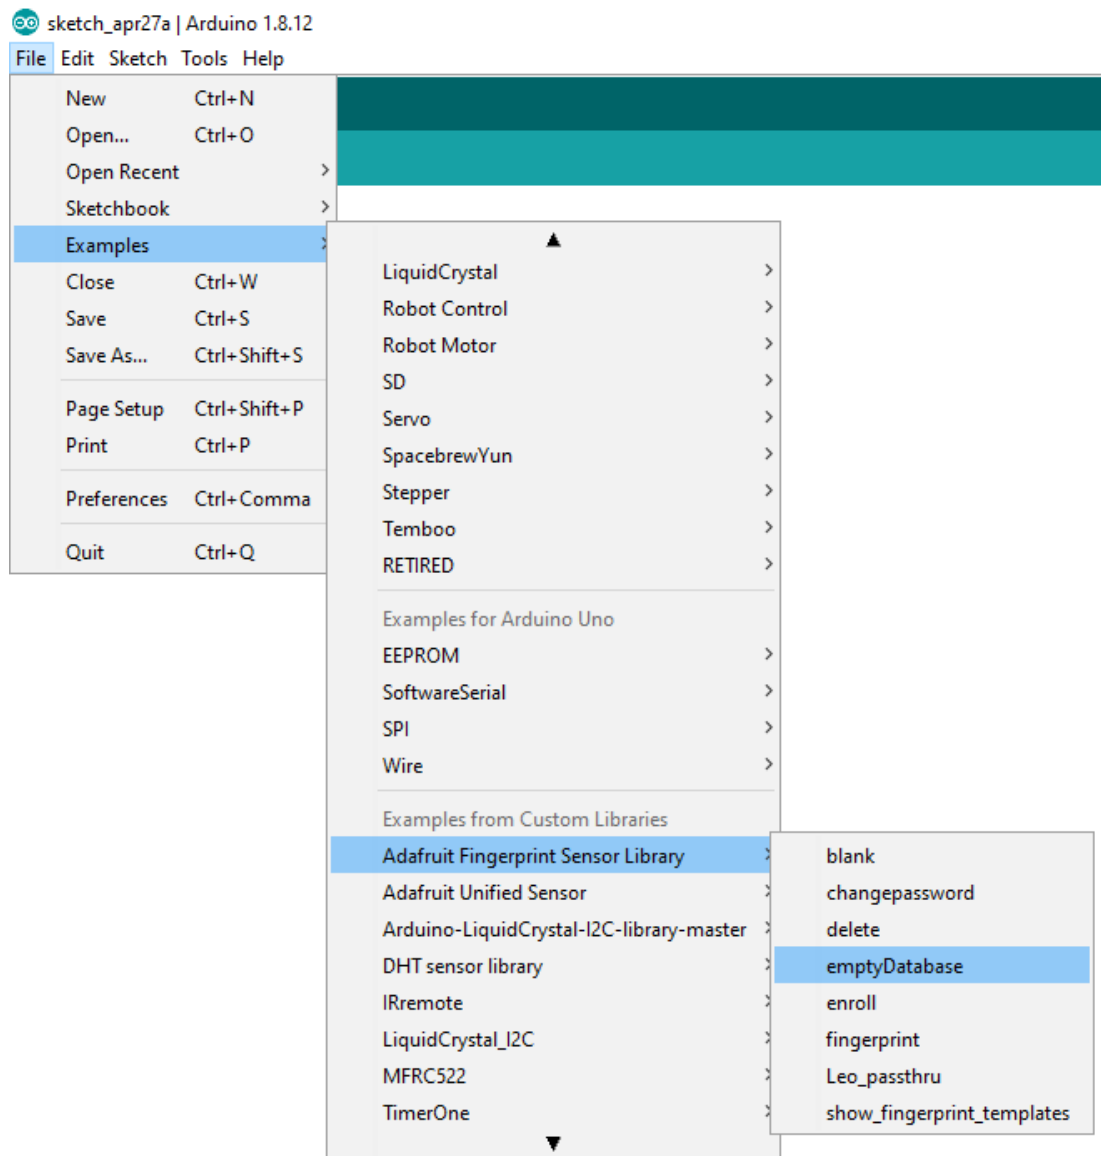 sketch_apr27a | Arduino 1.8.12
File Edit Sketch Tools Help
New Ctrl+N
Open... Ctrl+O
Open Recent
Sketchbook
Examples
Close Ctrl+W
Save Ctrl+S
Save As... Ctrl+Shift+S
Page Setup Ctrl+Shift+P
Print Ctrl+P
Preferences Ctrl+Comma
Quit Ctrl+Q
LiquidCrystal
Robot Control
Robot Motor
SD
Servo
SpacebrewYun
Stepper
Temboo
RETIRED
Examples for Arduino Uno
EEPROM
SoftwareSerial
SPI
Wire
Examples from Custom Libraries
Adafruit Fingerprint Sensor Library
Adafruit Unified Sensor
Arduino-LiquidCrystal-I2C-library-master
DHT sensor library
IRremote
LiquidCrystal_I2C
MFRC522
TimerOne
blank
changepassword
delete
emptyDatabase
enroll
fingerprint
Leo_passthru
show_fingerprint_templates